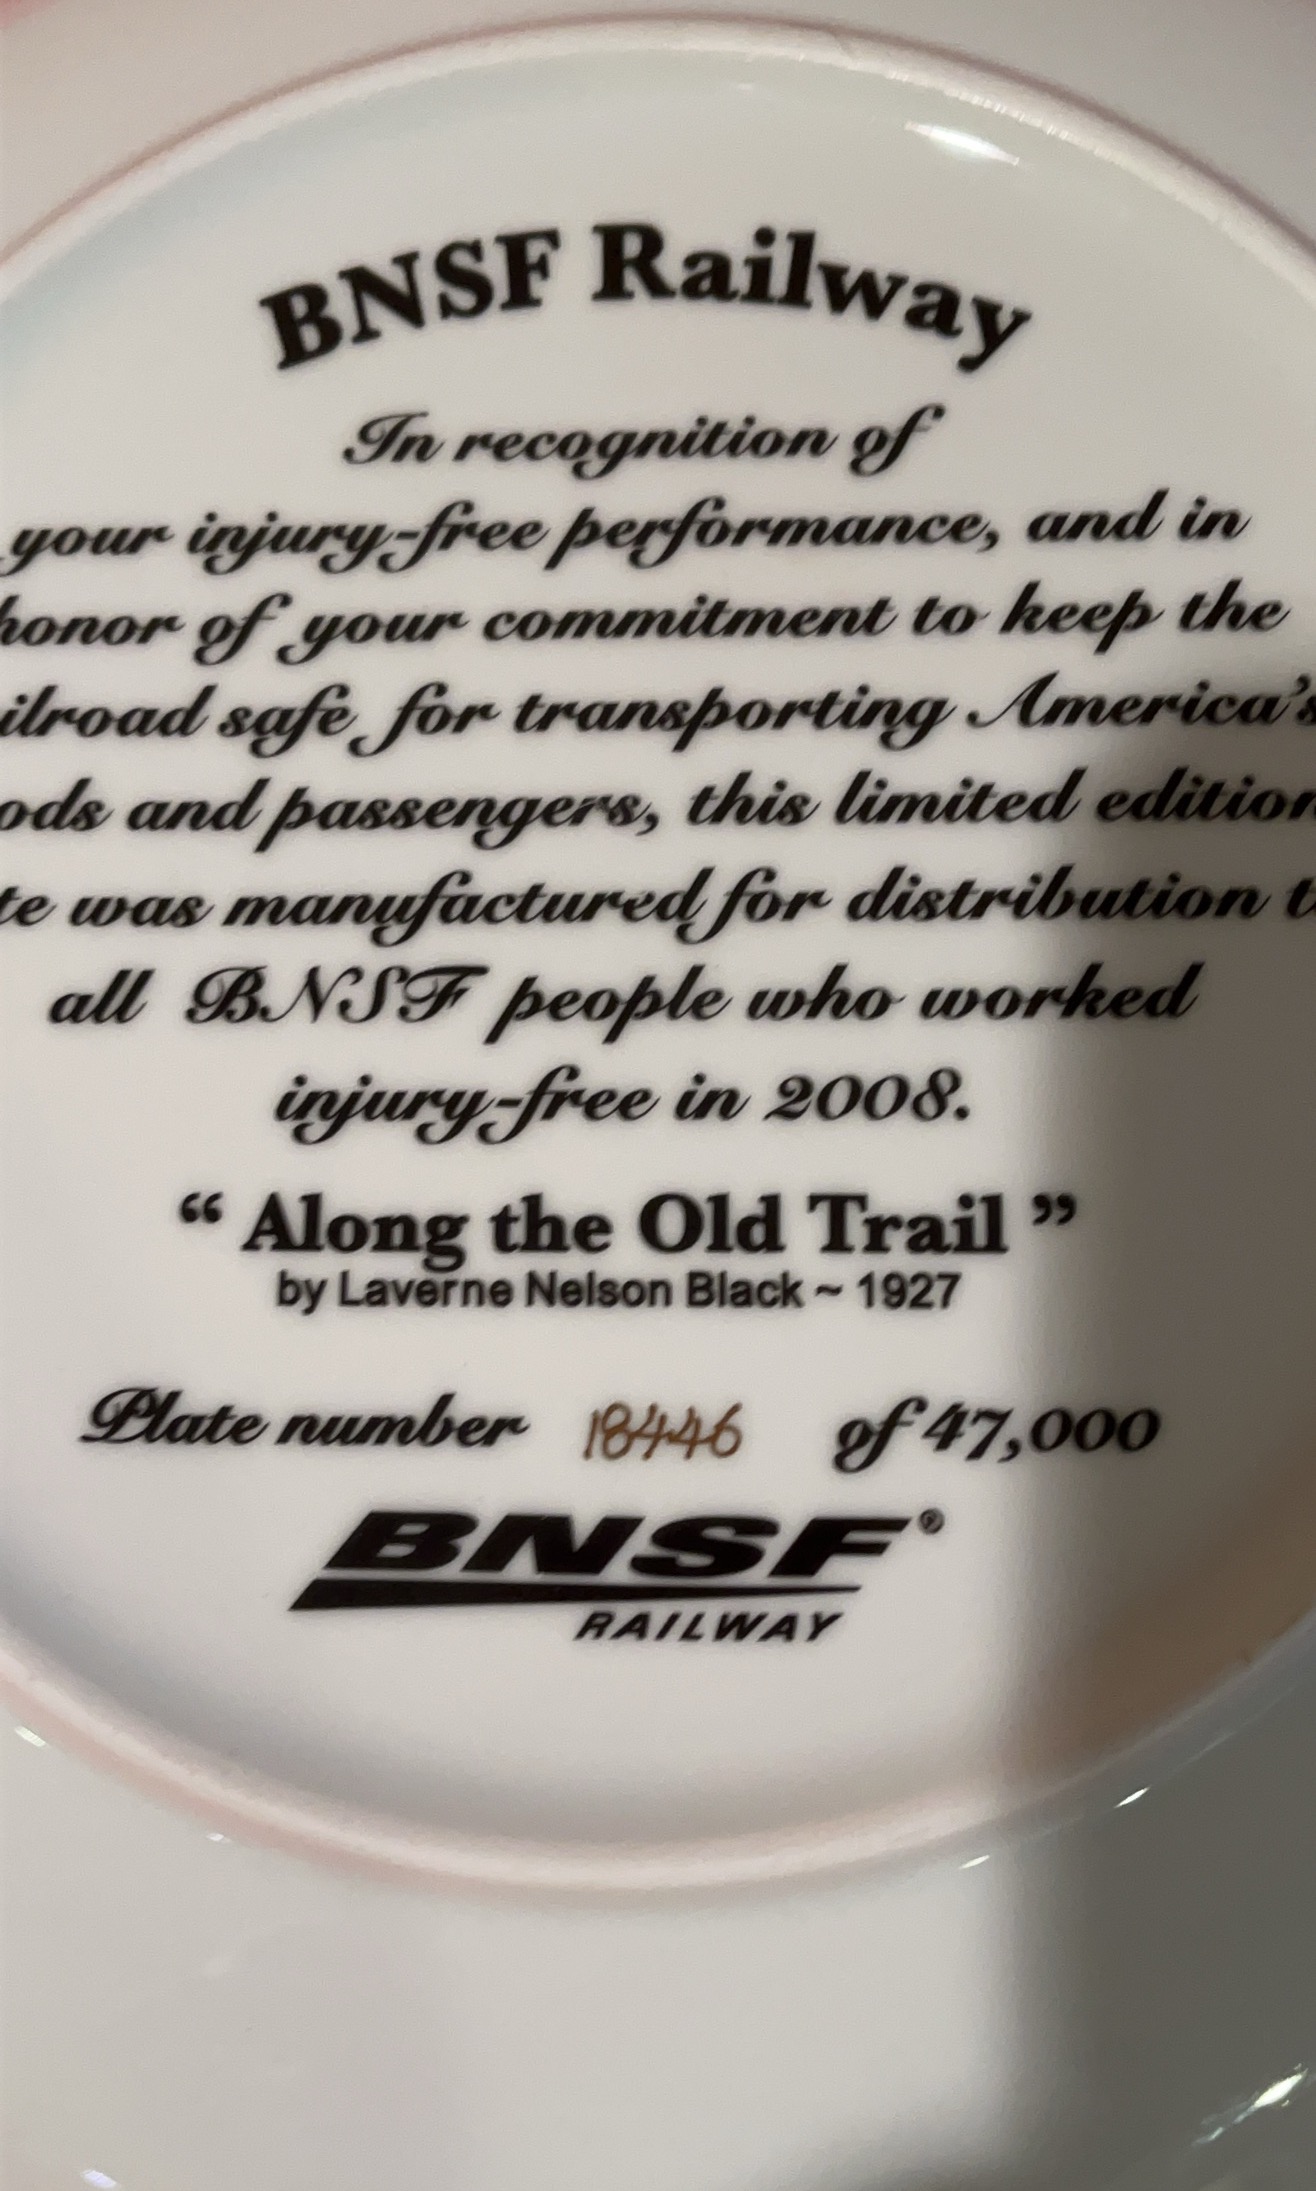 BNSF Railway
In recognition of
your injury-free performance, and in
honor of your commitment to keep the
ilroad safe for transporting America's
ods and passengers, this limited edition
te was manufactured for distribution t
all BNSF people who worked
injury-free in 2008.
“ Along the Old Trail ”
by Laverne Nelson Black ~ 1927
Plate number 18446 of 47,000
BNSF®
RAILWAY